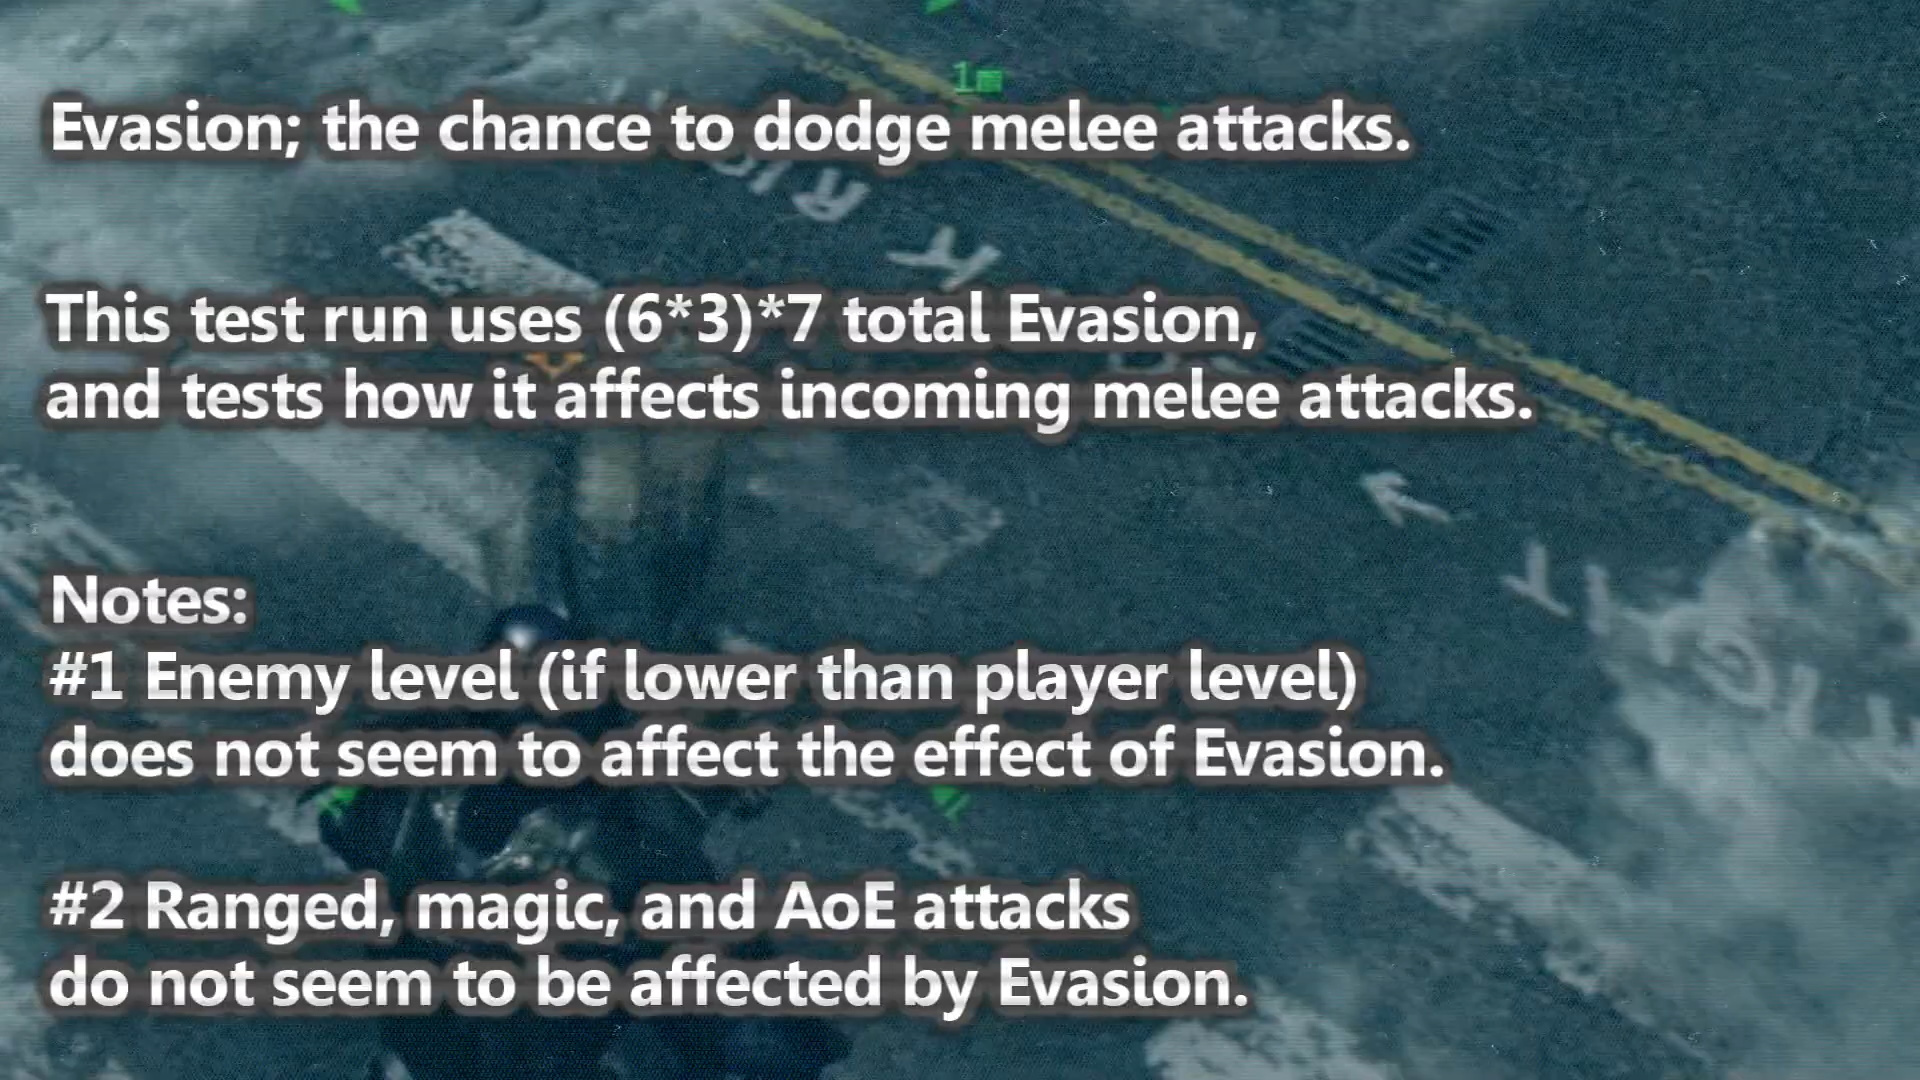 1m
Evasion; the chance to dodge melee attacks.
This test run uses (6*3)*7 total Evasion,
and tests how it affects incoming melee attacks.
Notes:
#1 Enemy level (if lower than player level)
does not seem to affect the effect of Evasion.
#2 Ranged, magic, and AoE attacks
do not seem to be affected by Evasion.